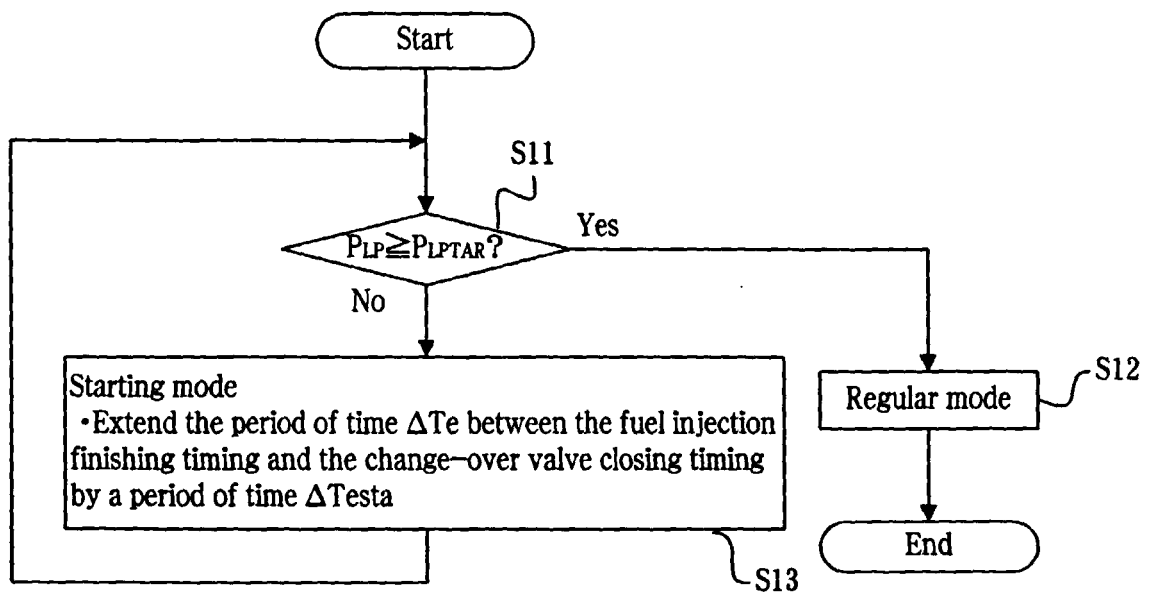 Start
S11
PLP≧PLPTAR?
Yes
No
Starting mode
・Extend the period of time ΔTe between the fuel injection
finishing timing and the change-over valve closing timing
by a period of time ΔTesta
S13
Regular mode
S12
End